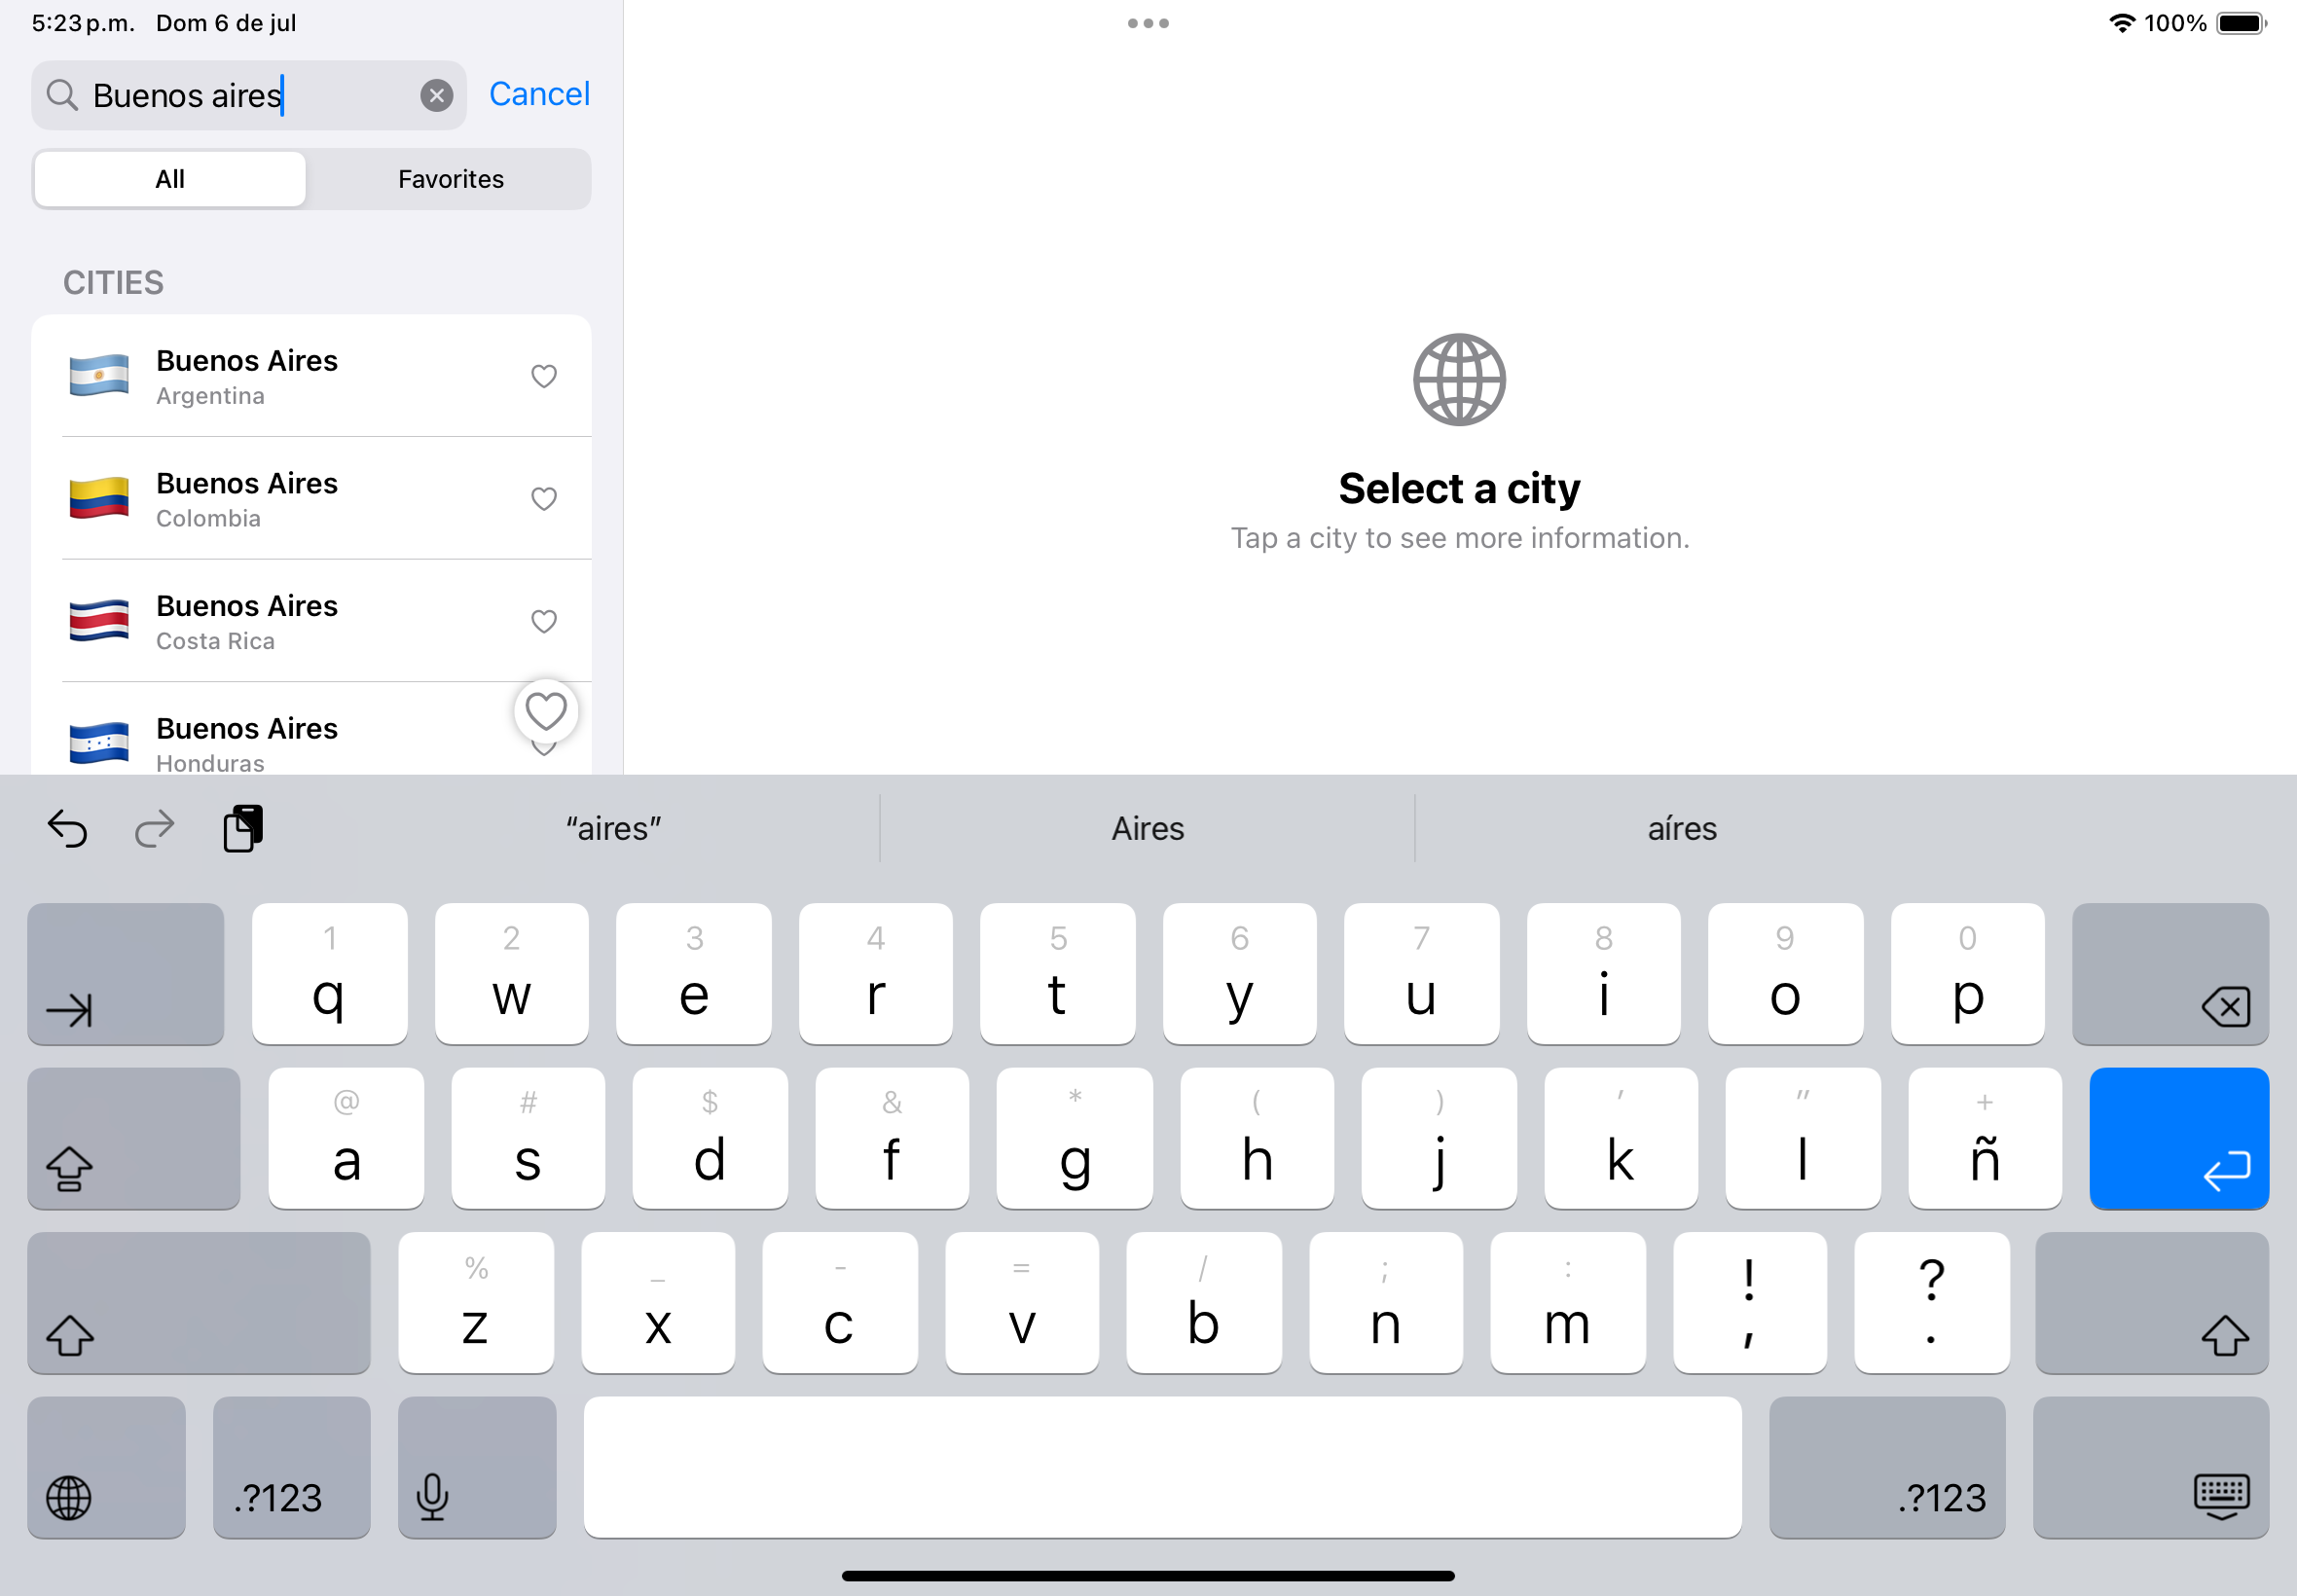 5:23 p.m. Dom 6 de jul
100%
Buenos aires
Cancel
All
Favorites
CITIES
Buenos Aires
Argentina
Buenos Aires
Colombia
Buenos Aires
Costa Rica
Buenos Aires
Honduras
Select a city
Tap a city to see more information.
“aires”
Aires
aíres
1 2 3 4 5 6 7 8 9 0
q w e r t y u i o p
@ # $ & * ( ) ' " +
a s d f g h j k l ñ
% _ - = / ; : ! ?
z x c v b n m , .
.?123
.?123